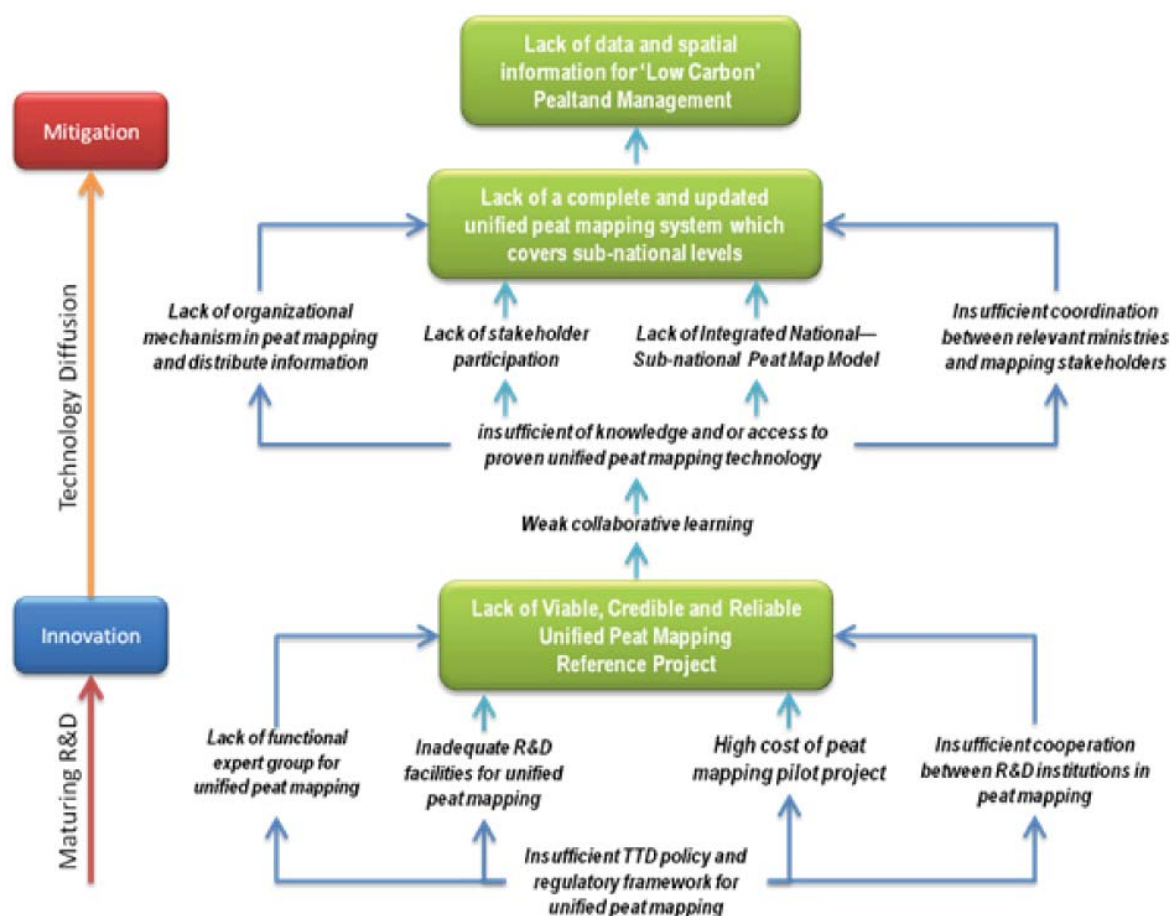 Lack of data and spatial
information for 'Low Carbon'
Pealtand Management
Mitigation
Lack of a complete and updated
unified peat mapping system which
covers sub-national levels
Technology Diffusion
Lack of organizational
mechanism in peat mapping
and distribute information
Lack of stakeholder
participation
Lack of Integrated National—
Sub-national Peat Map Model
Insufficient coordination
between relevant ministries
and mapping stakeholders
insufficient of knowledge and or access to
proven unified peat mapping technology
Weak collaborative learning
Innovation
Lack of Viable, Credible and Reliable
Unified Peat Mapping
Reference Project
Maturing R&D
Lack of functional
expert group for
unified peat mapping
Inadequate R&D
facilities for unified
peat mapping
High cost of peat
mapping pilot project
Insufficient cooperation
between R&D institutions in
peat mapping
Insufficient TTD policy and
regulatory framework for
unified peat mapping